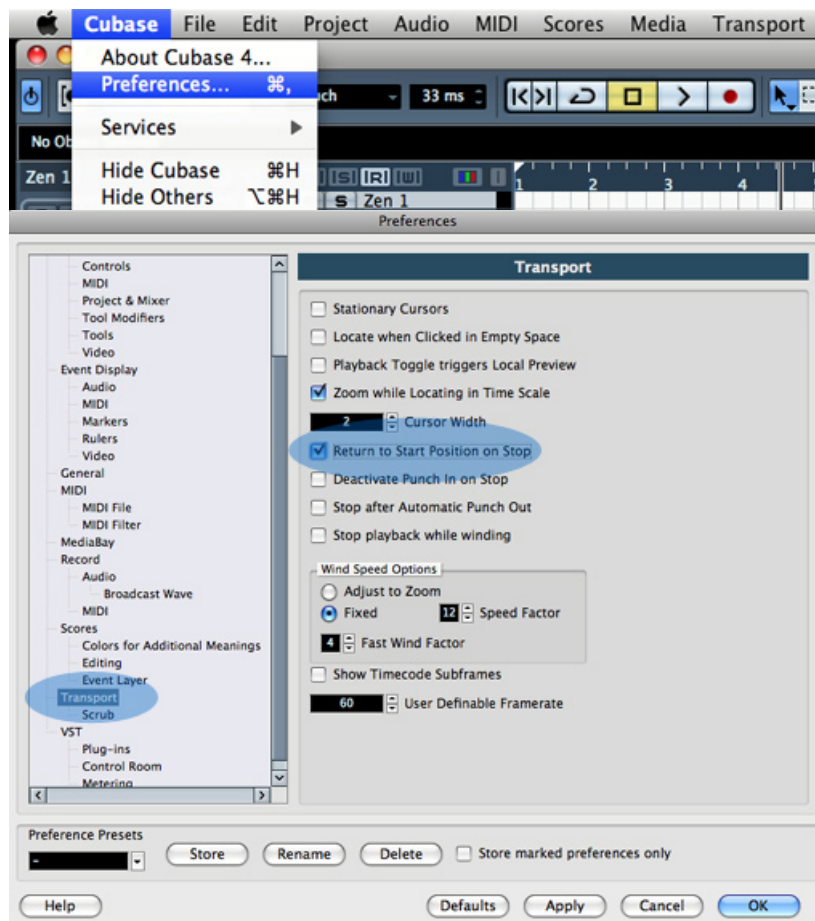 Cubase File Edit Project Audio MIDI Scores Media Transport
About Cubase 4...
Preferences... ⌘,
33 ms
Services
No Ob
Hide Cubase ⌘H
Zen 1
S I R I W
1 2 3 4
Hide Others ⌥⌘H
S Zen 1
Preferences
Controls
MIDI
Project & Mixer
Tool Modifiers
Tools
Video
Event Display
Audio
MIDI
Markers
Rulers
Video
General
MIDI
MIDI File
MIDI Filter
MediaBay
Record
Audio
Broadcast Wave
MIDI
Scores
Colors for Additional Meanings
Editing
Event Layer
Transport
Scrub
VST
Plug-ins
Control Room
Metering
Transport
Stationary Cursors
Locate when Clicked in Empty Space
Playback Toggle triggers Local Preview
Zoom while Locating in Time Scale
2 Cursor Width
Return to Start Position on Stop
Deactivate Punch In on Stop
Stop after Automatic Punch Out
Stop playback while winding
Wind Speed Options
Adjust to Zoom
Fixed 12 Speed Factor
4 Fast Wind Factor
Show Timecode Subframes
60 User Definable Framerate
Preference Presets
- Store Rename Delete Store marked preferences only
Help Defaults Apply Cancel OK